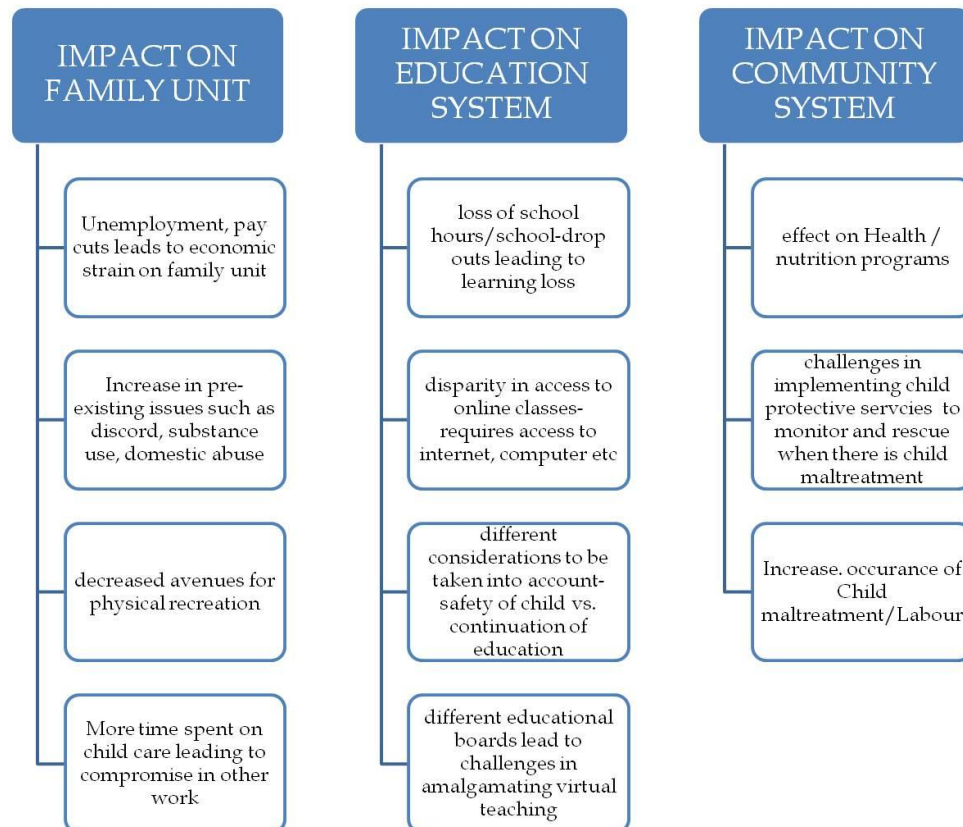 IMPACT ON
FAMILY UNIT
Unemployment, pay
cuts leads to economic
strain on family unit
Increase in pre-
existing issues such as
discord, substance
use, domestic abuse
decreased avenues for
physical recreation
More time spent on
child care leading to
compromise in other
work
IMPACT ON
EDUCATION
SYSTEM
loss of school
hours/school-drop
outs leading to
learning loss
disparity in access to
online classes-
requires access to
internet, computer etc
different
considerations to be
taken into account-
safety of child vs.
continuation of
education
different educational
boards lead to
challenges in
amalgamating virtual
teaching
IMPACT ON
COMMUNITY
SYSTEM
effect on Health /
nutrition programs
challenges in
implementing child
protective servcies to
monitor and rescue
when there is child
maltreatment
Increase. occurance of
Child
maltreatment/Labour